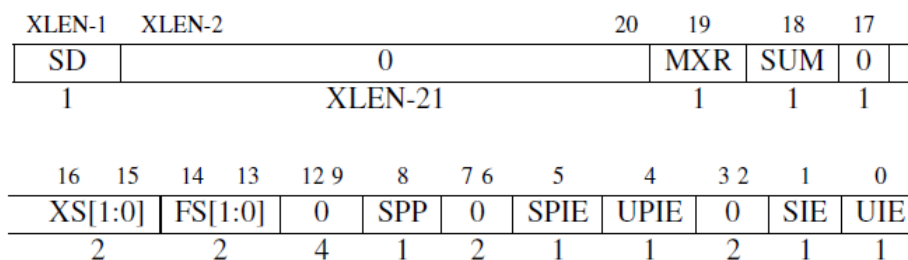 XLEN-1 XLEN-2 20 19 18 17
SD 0 MXR SUM 0
1 XLEN-21 1 1 1
16 15 14 13 12 9 8 7 6 5 4 3 2 1 0
XS[1:0] FS[1:0] 0 SPP 0 SPIE UPIE 0 SIE UIE
2 2 4 1 2 1 1 2 1 1